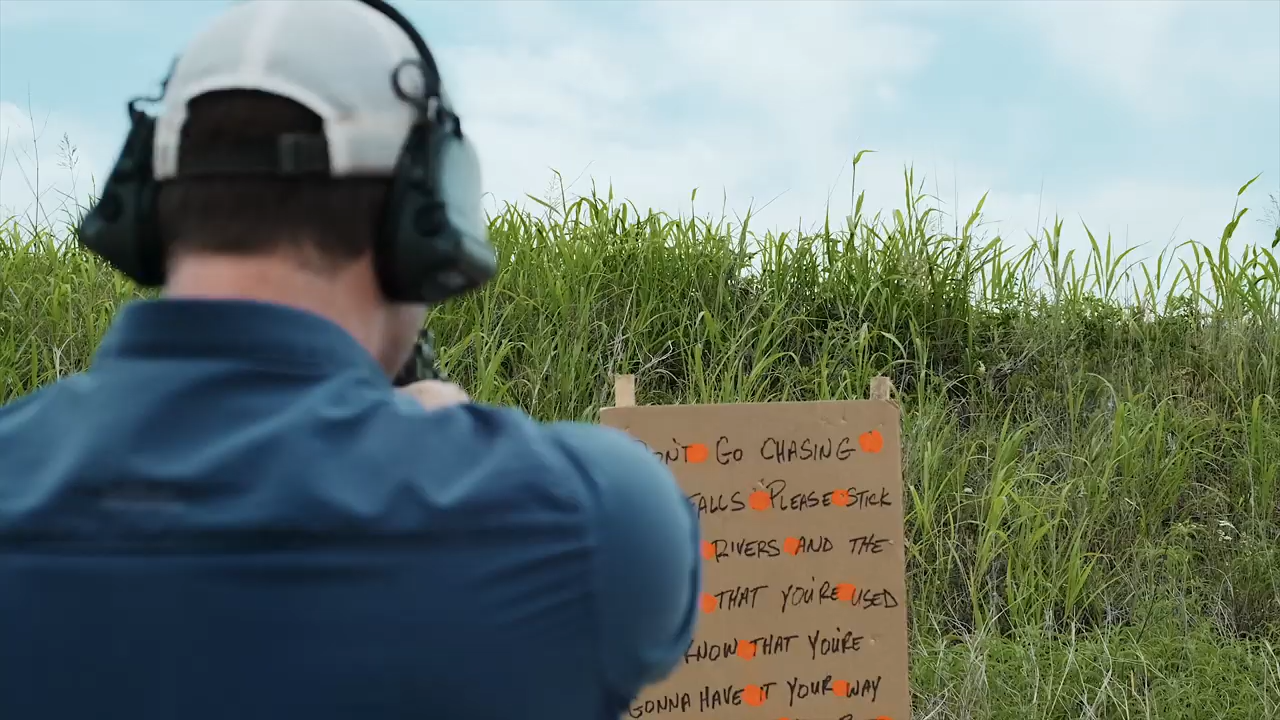 GO CHASING
PLEASE STICK
RIVERS AND THE
THAT YOU'RE USED
KNOW THAT YOU'RE
GONNA HAVE IT YOUR WAY